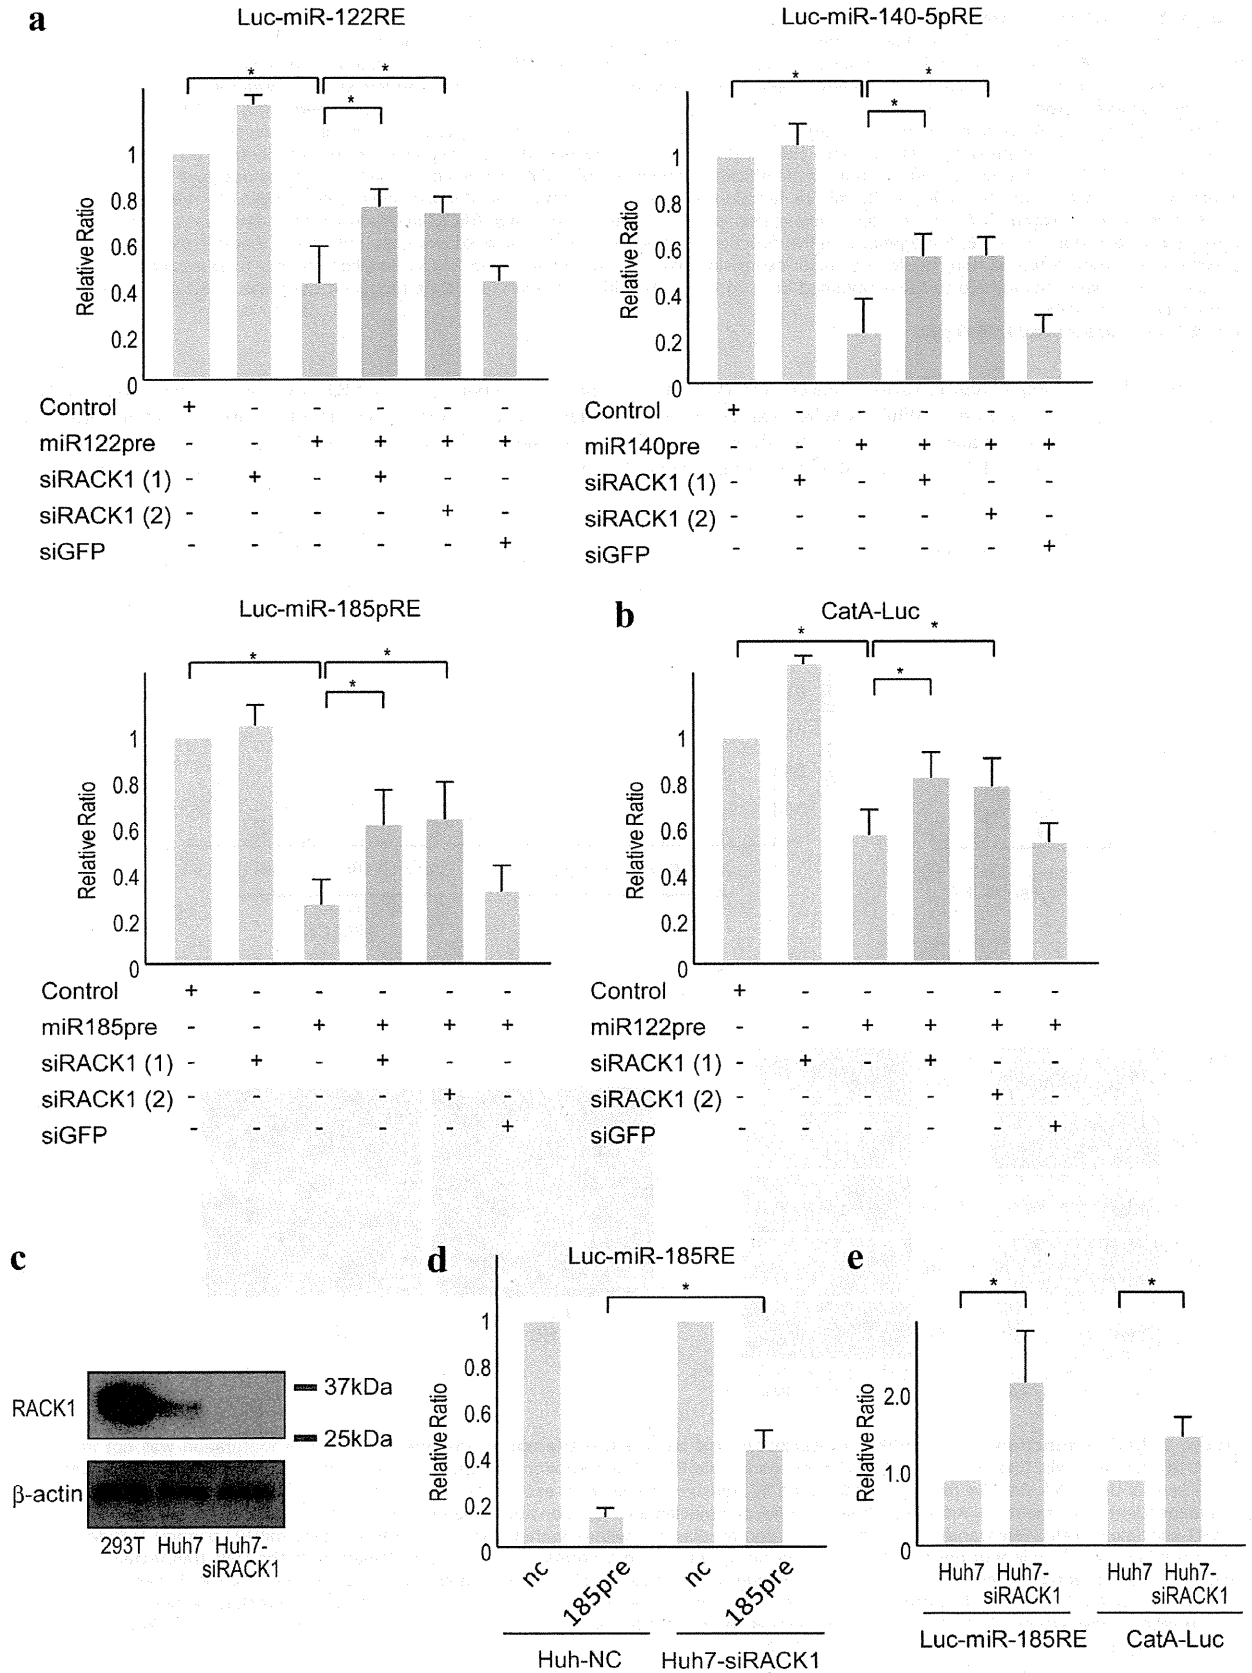 a
Luc-miR-122RE
* * *
Relative Ratio
1
0.8
0.6
0.4
0.2
0
Control + - - - - -
miR122pre - - + + + +
siRACK1 (1) - + - + - -
siRACK1 (2) - - - - + -
siGFP - - - - - +
Luc-miR-140-5pRE
* * *
Relative Ratio
1
0.8
0.6
0.4
0.2
0
Control + - - - - -
miR140pre - - + + + +
siRACK1 (1) - + - + - -
siRACK1 (2) - - - - + -
siGFP - - - - - +
Luc-miR-185pRE
* * *
Relative Ratio
1
0.8
0.6
0.4
0.2
0
Control + - - - - -
miR185pre - - + + + +
siRACK1 (1) - + - + - -
siRACK1 (2) - - - - + -
siGFP - - - - - +
b
CatA-Luc
* * *
Relative Ratio
1
0.8
0.6
0.4
0.2
0
Control + - - - - -
miR122pre - - + + + +
siRACK1 (1) - + - + - -
siRACK1 (2) - - - - + -
siGFP - - - - - +
c
RACK1
37kDa
25kDa
β-actin
293T Huh7 Huh7-
siRACK1
d
Luc-miR-185RE
*
Relative Ratio
1
0.8
0.6
0.4
0.2
0
nc 185pre nc 185pre
Huh-NC Huh7-siRACK1
e
* *
Relative Ratio
2.0
1.0
0
Huh7 Huh7- Huh7 Huh7-
siRACK1 siRACK1
Luc-miR-185RE CatA-Luc